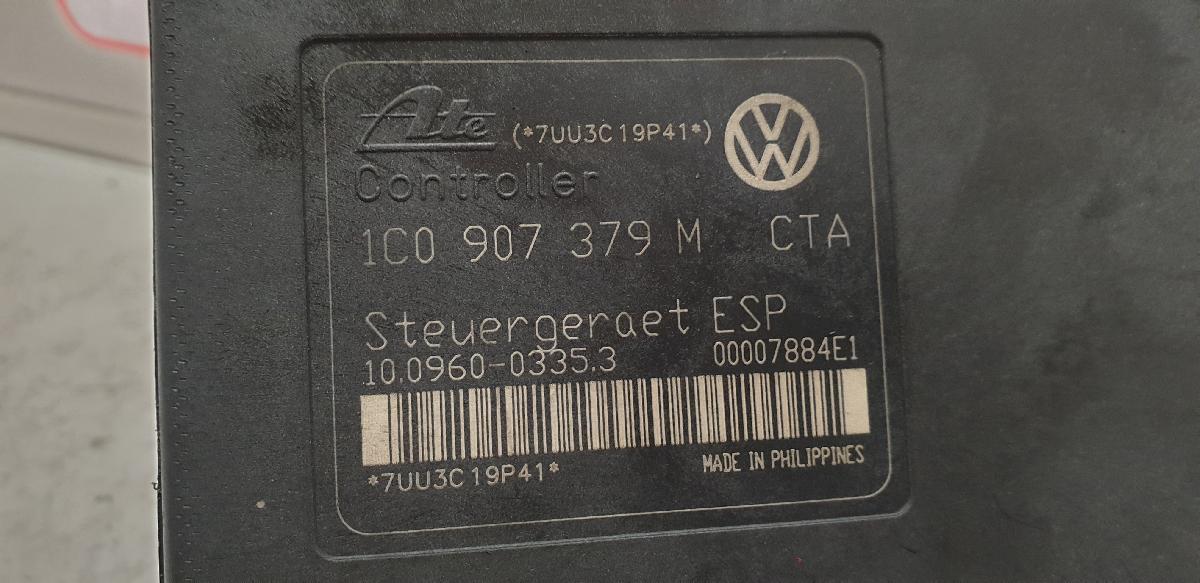 Ate (*7UU3C19P41*)
Controller
1C0 907 379 M CTA
Steuergeraet ESP
10.0960-0335.3 00007884E1
*7UU3C19P41* MADE IN PHILIPPINES